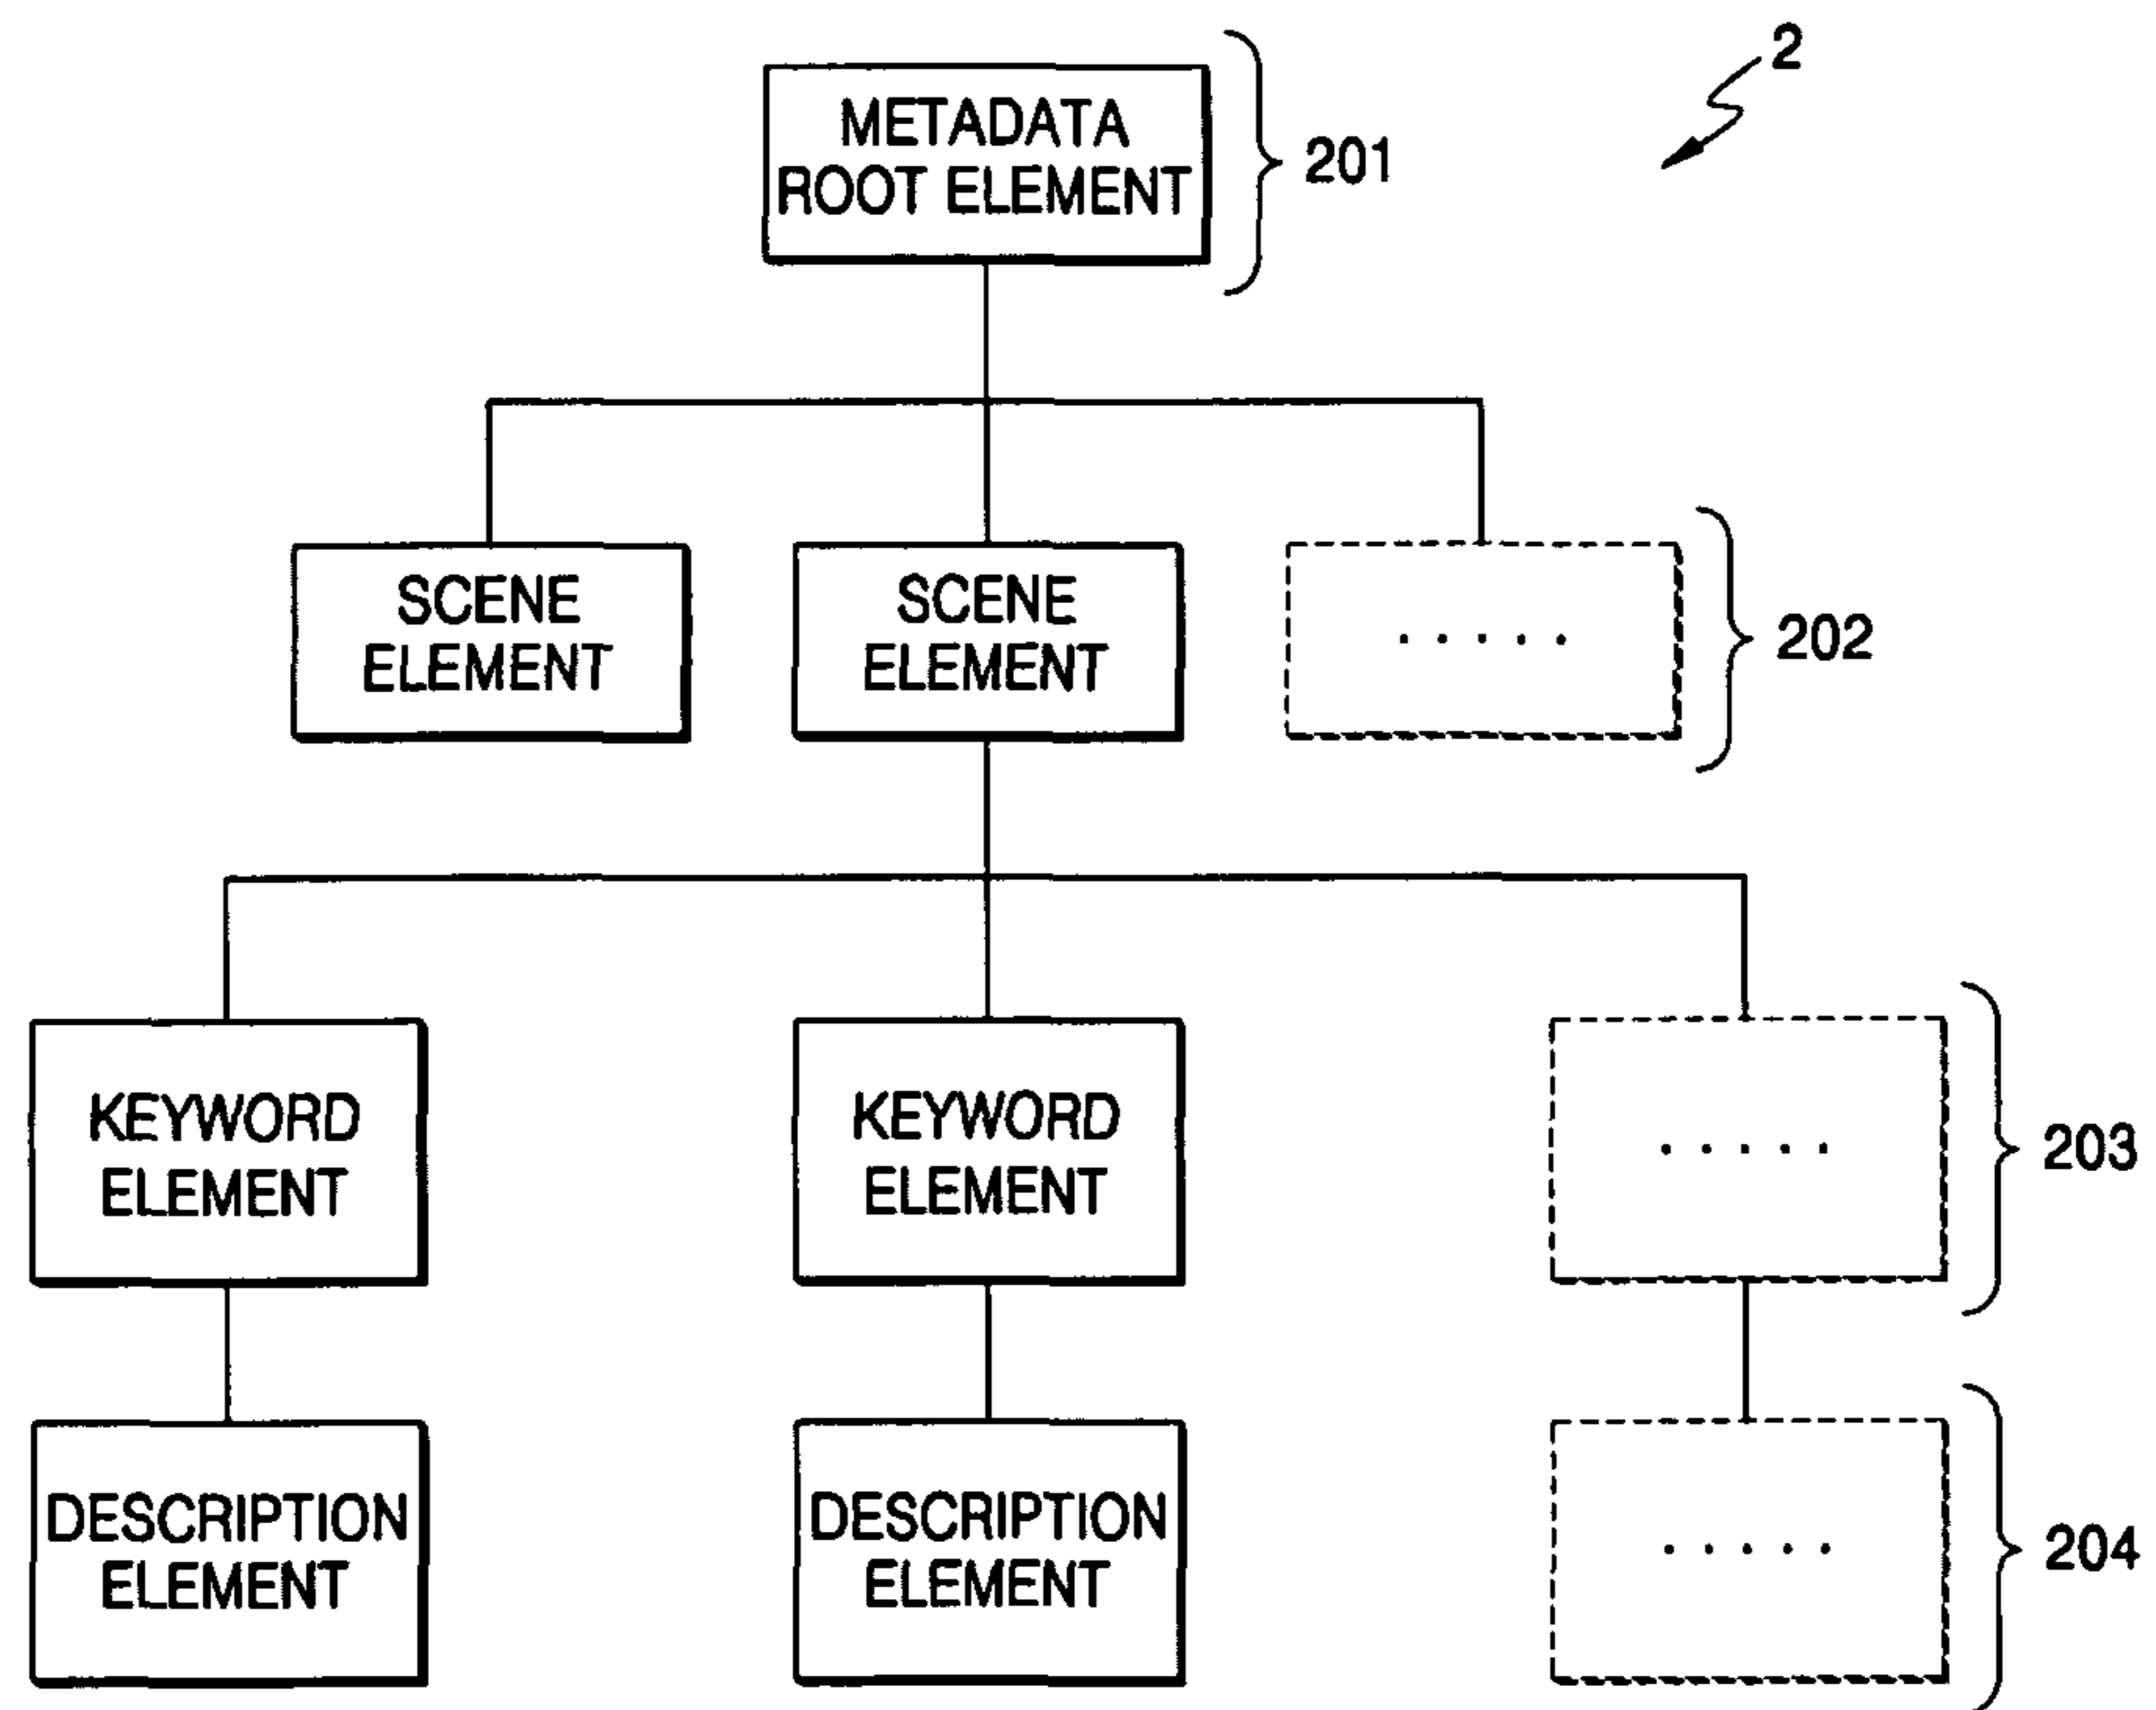 2
METADATA
ROOT ELEMENT
201
SCENE
ELEMENT
SCENE
ELEMENT
.....
202
KEYWORD
ELEMENT
KEYWORD
ELEMENT
.....
203
DESCRIPTION
ELEMENT
DESCRIPTION
ELEMENT
.....
204